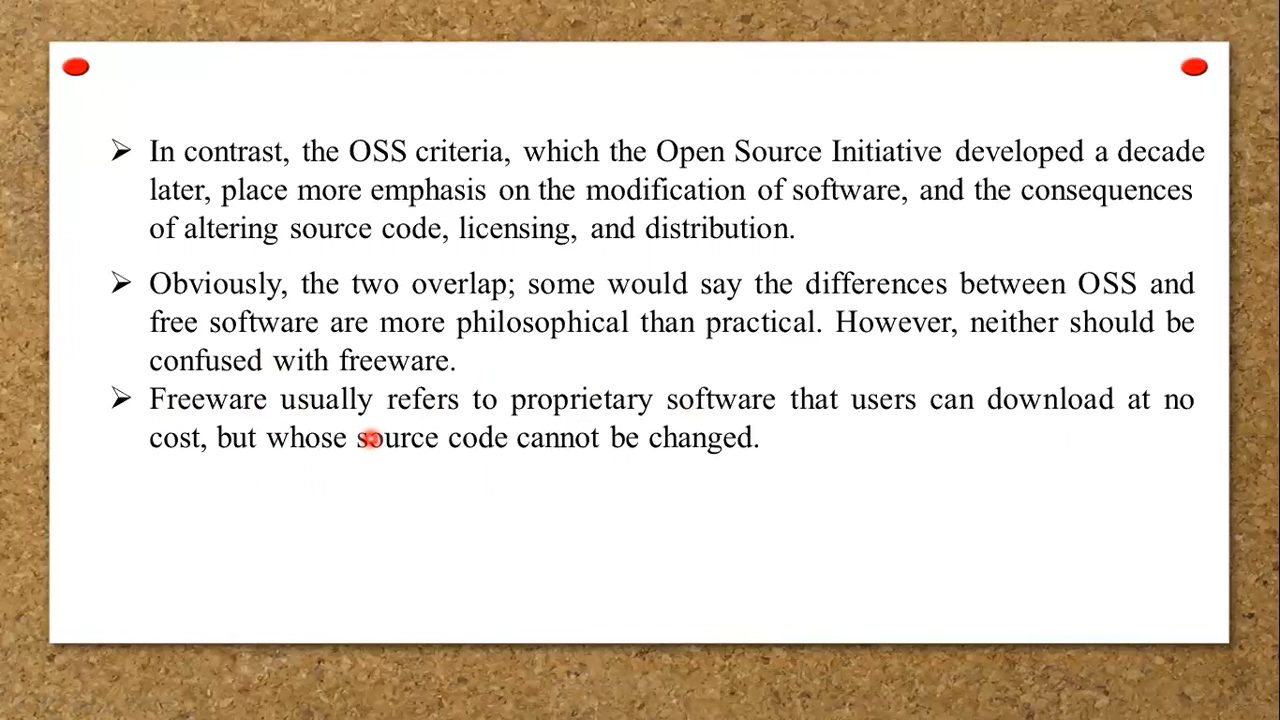 In contrast, the OSS criteria, which the Open Source Initiative developed a decade
later, place more emphasis on the modification of software, and the consequences
of altering source code, licensing, and distribution.
Obviously, the two overlap; some would say the differences between OSS and
free software are more philosophical than practical. However, neither should be
confused with freeware.
Freeware usually refers to proprietary software that users can download at no
cost, but whose source code cannot be changed.